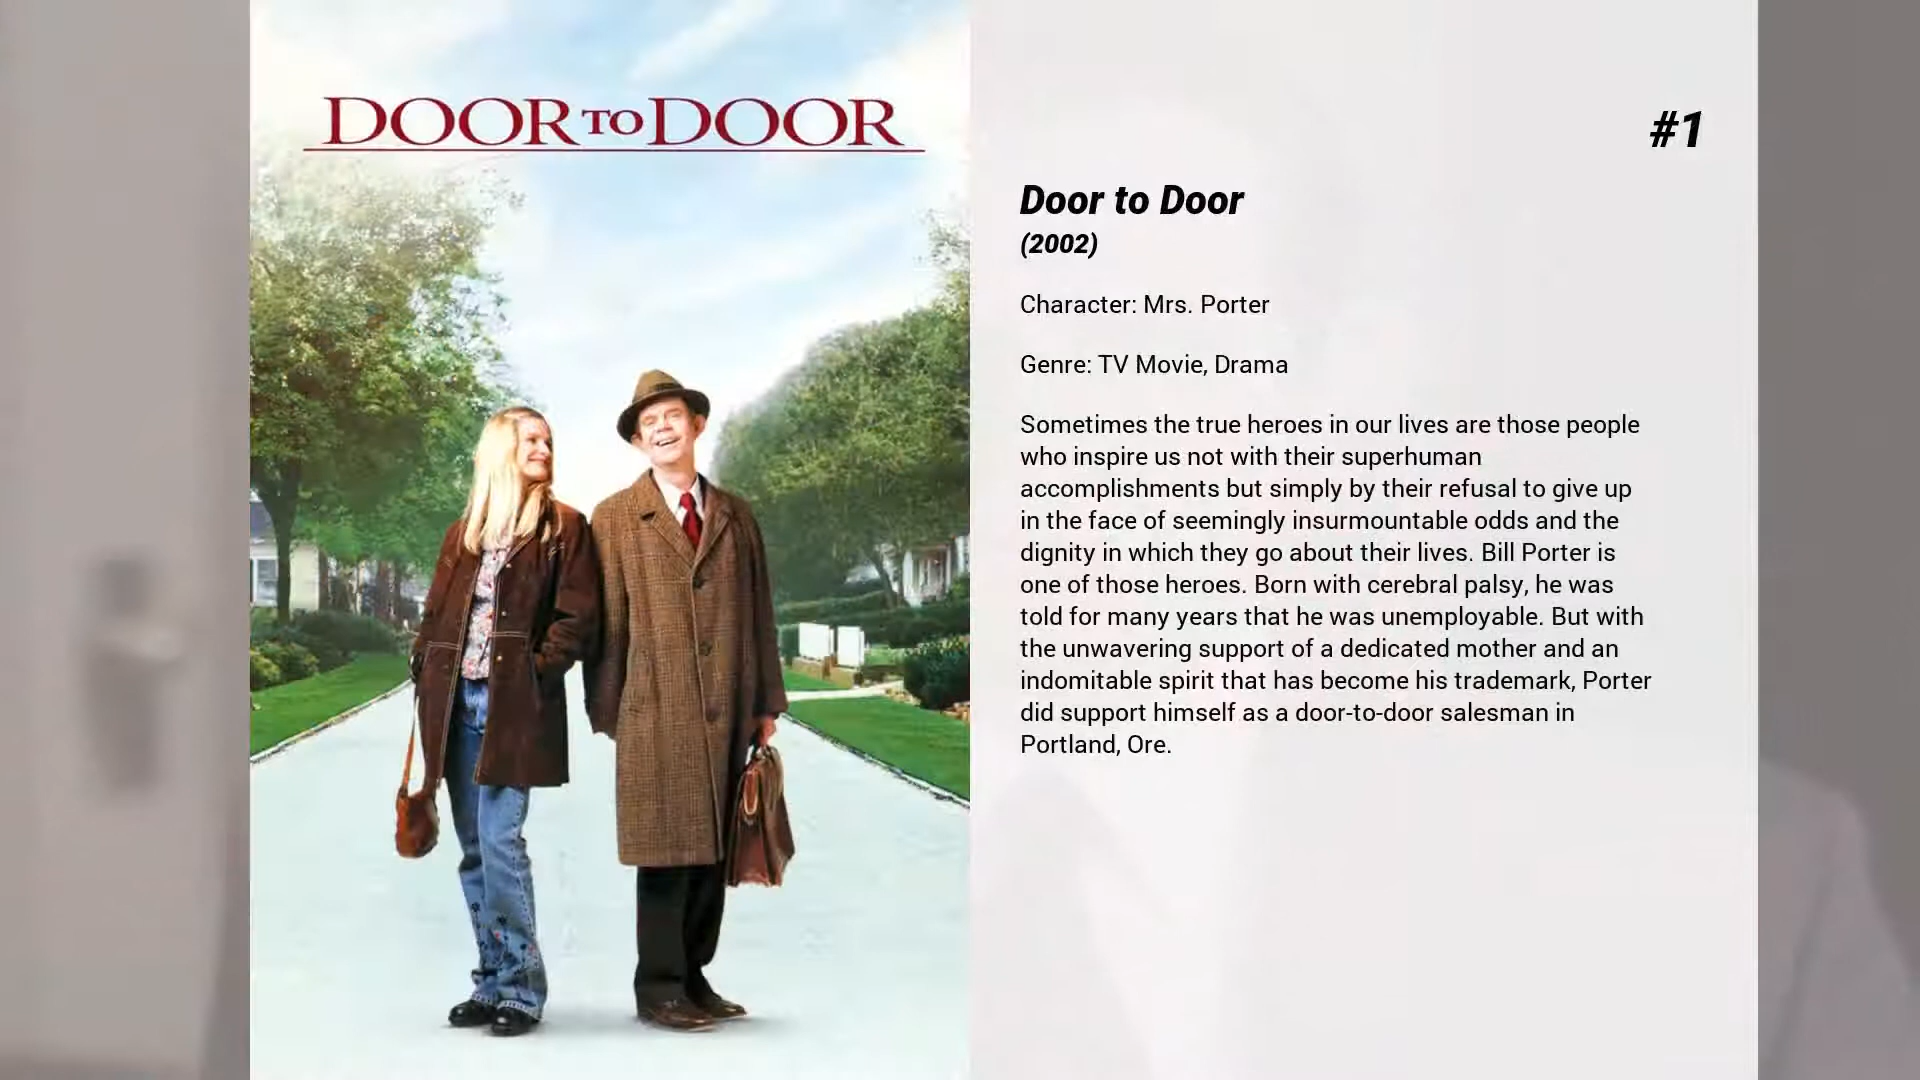 DOOR TO DOOR
#1
Door to Door
(2002)
Character: Mrs. Porter
Genre: TV Movie, Drama
Sometimes the true heroes in our lives are those people
who inspire us not with their superhuman
accomplishments but simply by their refusal to give up
in the face of seemingly insurmountable odds and the
dignity in which they go about their lives. Bill Porter is
one of those heroes. Born with cerebral palsy, he was
told for many years that he was unemployable. But with
the unwavering support of a dedicated mother and an
indomitable spirit that has become his trademark, Porter
did support himself as a door-to-door salesman in
Portland, Ore.